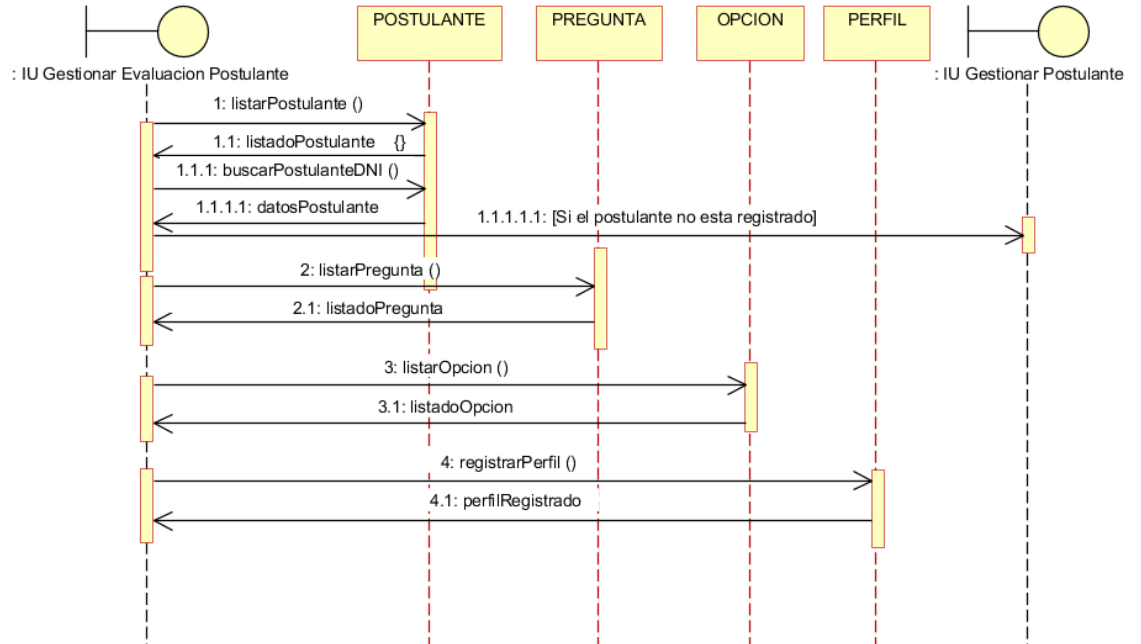 POSTULANTE
PREGUNTA
OPCION
PERFIL
: IU Gestionar Evaluacion Postulante
: IU Gestionar Postulante
1: listarPostulante ()
1.1: listadoPostulante {}
1.1.1: buscarPostulanteDNI ()
1.1.1.1: datosPostulante
1.1.1.1.1: [Si el postulante no esta registrado]
2: listarPregunta ()
2.1: listadoPregunta
3: listarOpcion ()
3.1: listadoOpcion
4: registrarPerfil ()
4.1: perfilRegistrado